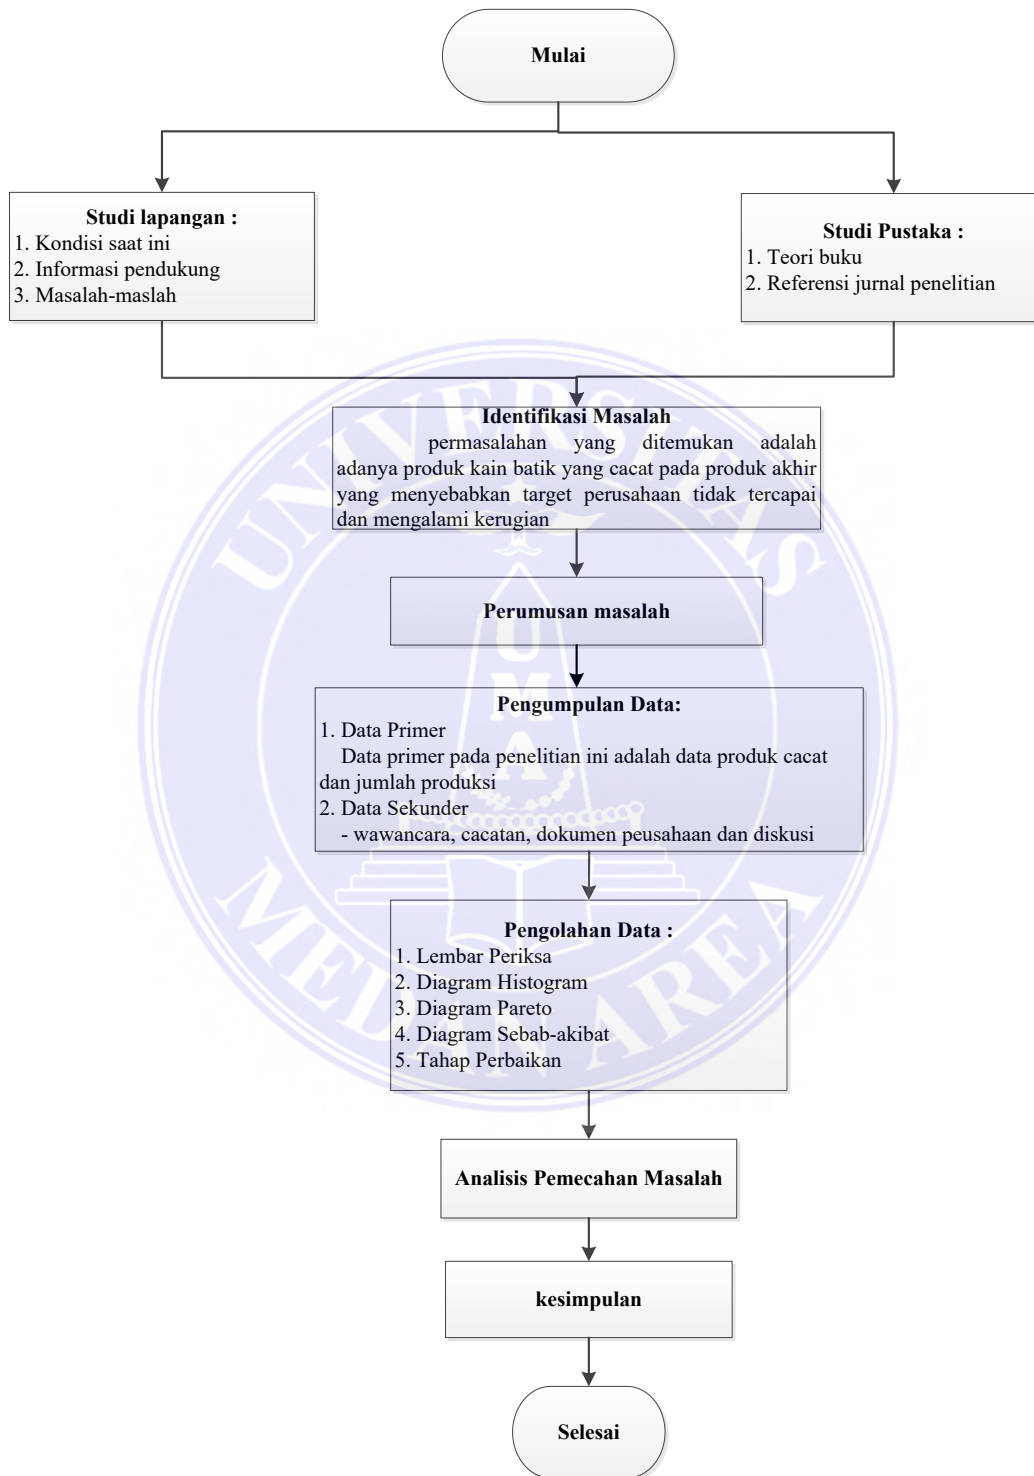 Mulai
Studi lapangan :
1. Kondisi saat ini
2. Informasi pendukung
3. Masalah-maslah
Studi Pustaka :
1. Teori buku
2. Referensi jurnal penelitian
Identifikasi Masalah
permasalahan yang ditemukan adalah
adanya produk kain batik yang cacat pada produk akhir
yang menyebabkan target perusahaan tidak tercapai
dan mengalami kerugian
Perumusan masalah
Pengumpulan Data:
1. Data Primer
Data primer pada penelitian ini adalah data produk cacat
dan jumlah produksi
2. Data Sekunder
- wawancara, cacatan, dokumen peusahaan dan diskusi
Pengolahan Data :
1. Lembar Periksa
2. Diagram Histogram
3. Diagram Pareto
4. Diagram Sebab-akibat
5. Tahap Perbaikan
Analisis Pemecahan Masalah
kesimpulan
Selesai
UNIVERSITAS
UMA
MEDAN AREA